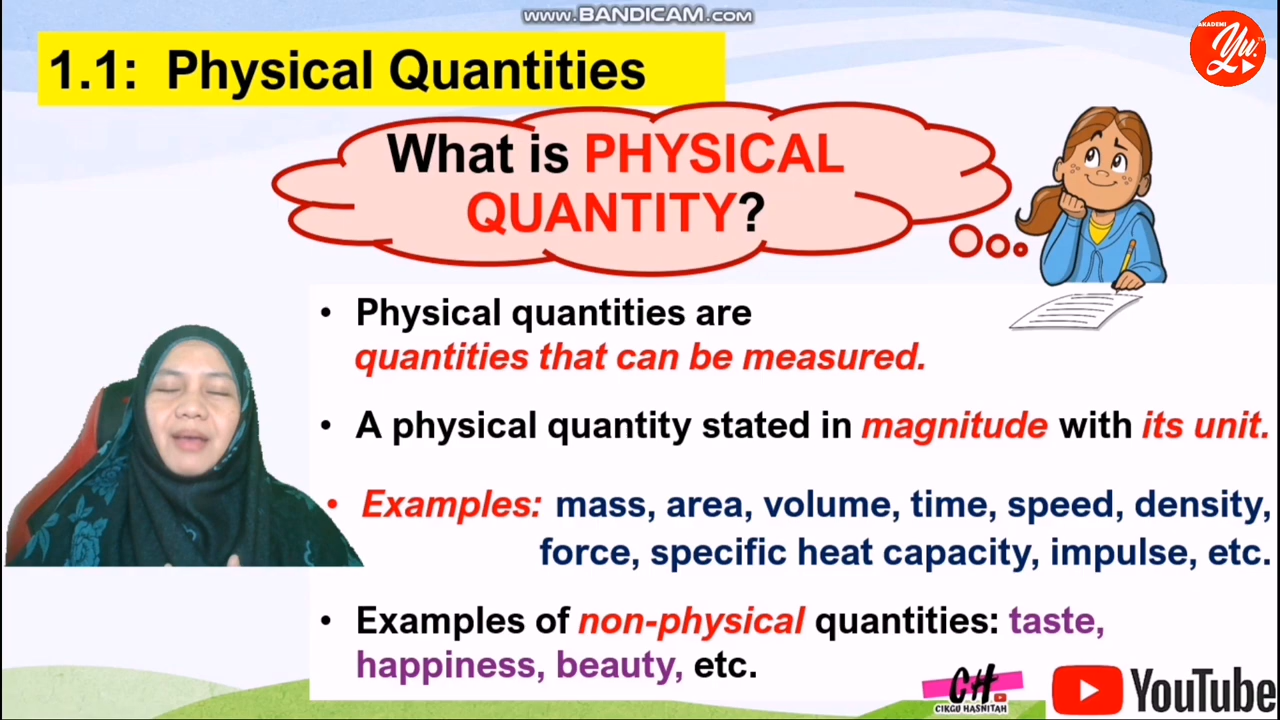 www.BANDICAM.com
AKADEMI
Yu.
1.1: Physical Quantities
What is PHYSICAL
QUANTITY?
• Physical quantities are
quantities that can be measured.
• A physical quantity stated in magnitude with its unit.
• Examples: mass, area, volume, time, speed, density,
force, specific heat capacity, impulse, etc.
• Examples of non-physical quantities: taste,
happiness, beauty, etc.
CH
CIKGU HASNITAH
YouTube